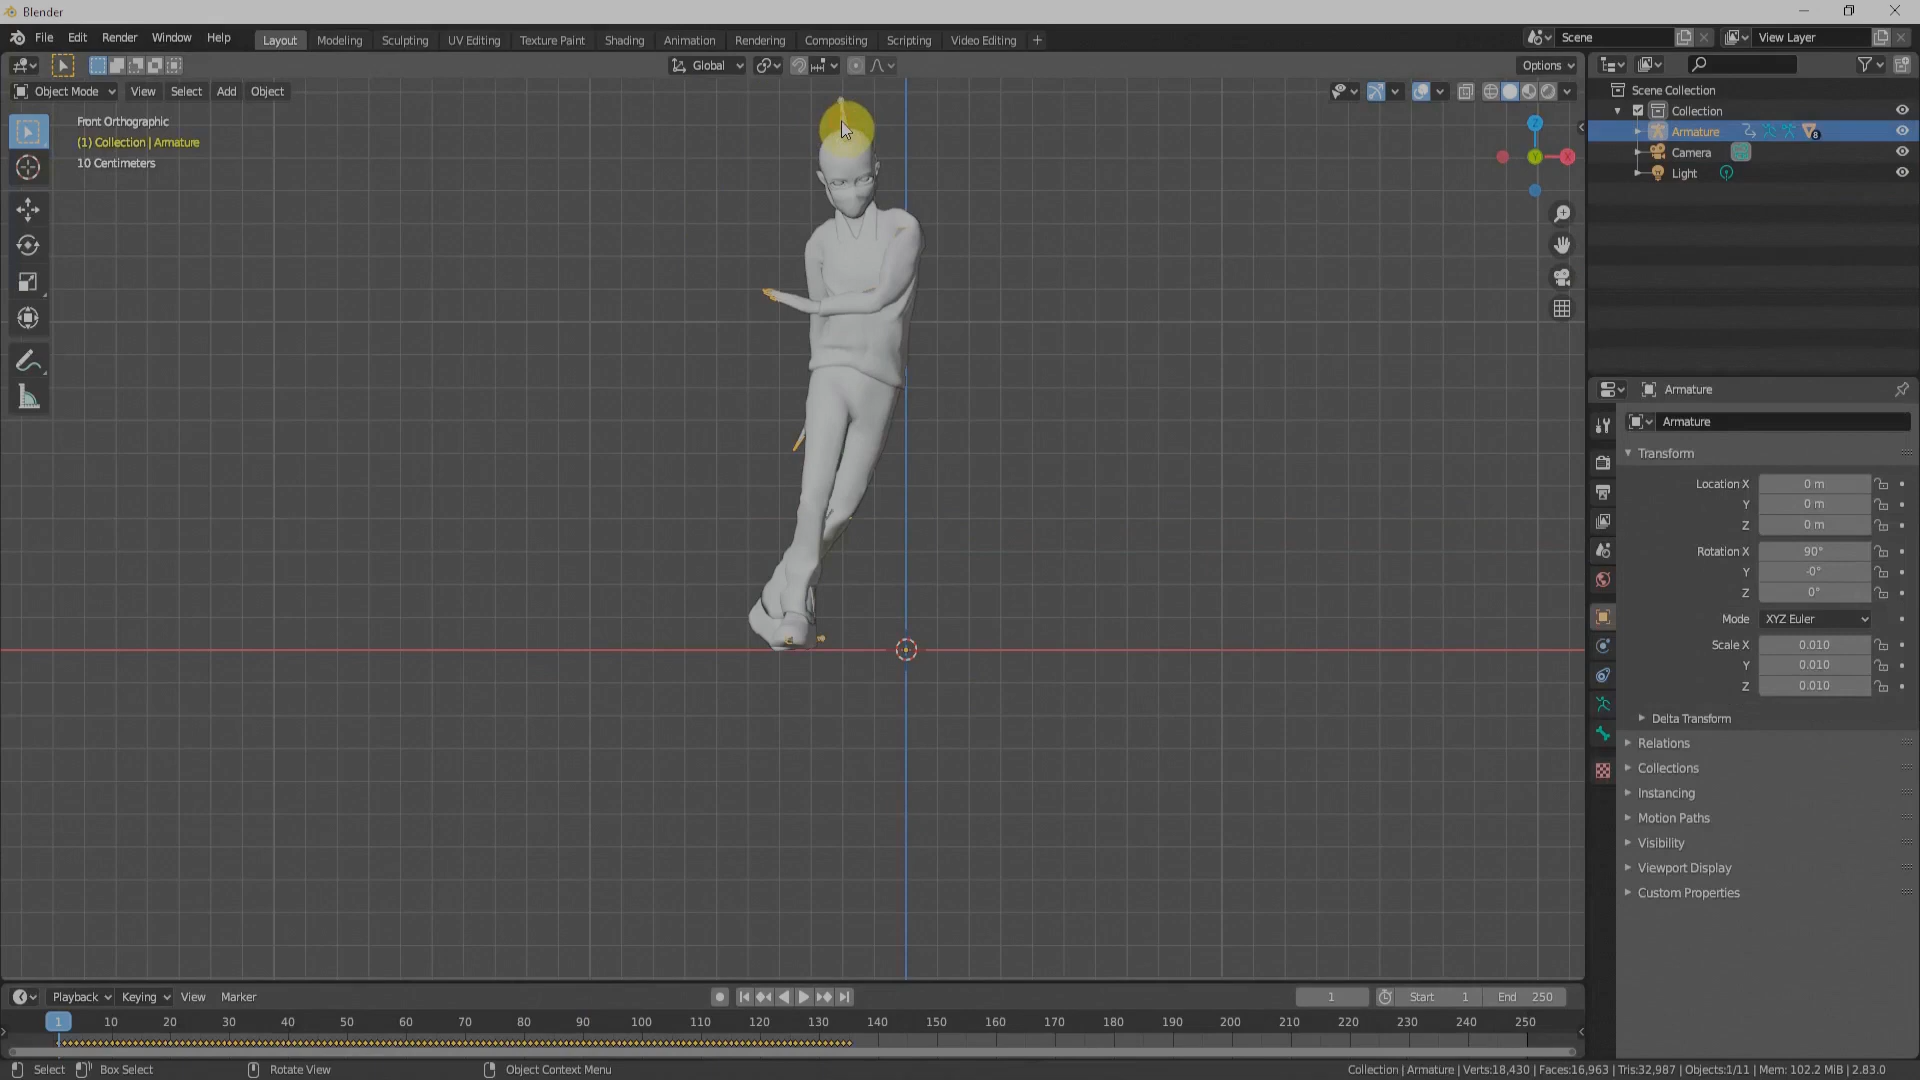 Blender
File Edit Render Window Help Layout Modeling Sculpting UV Editing Texture Paint Shading Animation Rendering Compositing Scripting Video Editing + Scene View Layer
Global Options
Object Mode View Select Add Object
Front Orthographic
(1) Collection | Armature
10 Centimeters
Z
Y
X
Scene Collection
Collection
Armature 8
Camera
Light
Armature
Armature
Transform
Location X 0 m
Y 0 m
Z 0 m
Rotation X 90°
Y -0°
Z 0°
Mode XYZ Euler
Scale X 0.010
Y 0.010
Z 0.010
Delta Transform
Relations
Collections
Instancing
Motion Paths
Visibility
Viewport Display
Custom Properties
Playback Keying View Marker 1 Start 1 End 250
1 10 20 30 40 50 60 70 80 90 100 110 120 130 140 150 160 170 180 190 200 210 220 230 240 250
Select Box Select Rotate View Object Context Menu Collection | Armature | Verts:18,430 | Faces:16,963 | Tris:32,987 | Objects:1/11 | Mem: 102.2 MiB | 2.83.0